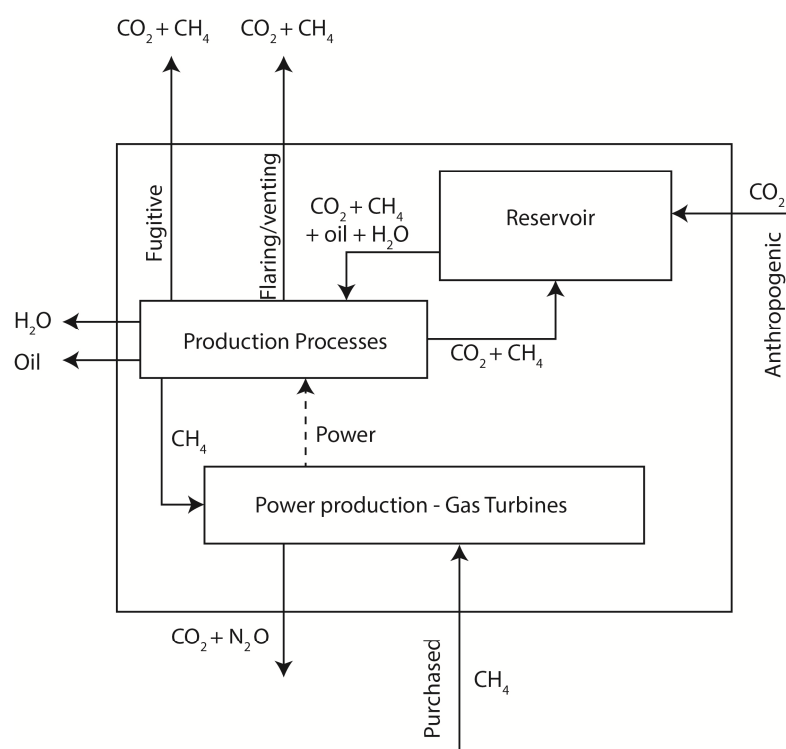 CO₂ + CH₄
CO₂ + CH₄
Fugitive
Flaring/venting
CO₂ + CH₄
+ oil + H₂O
Reservoir
CO₂
Anthropogenic
H₂O
Oil
Production Processes
CO₂ + CH₄
CH₄
Power
Power production - Gas Turbines
CO₂ + N₂O
Purchased
CH₄